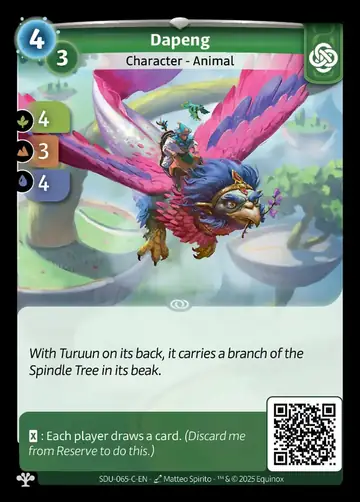 4
3
Dapeng
Character - Animal
4
3
4
With Turuun on its back, it carries a branch of the
Spindle Tree in its beak.
X : Each player draws a card. (Discard me
from Reserve to do this.)
SDU-065-C-EN - Matteo Spirito - ™ & © 2025 Equinox